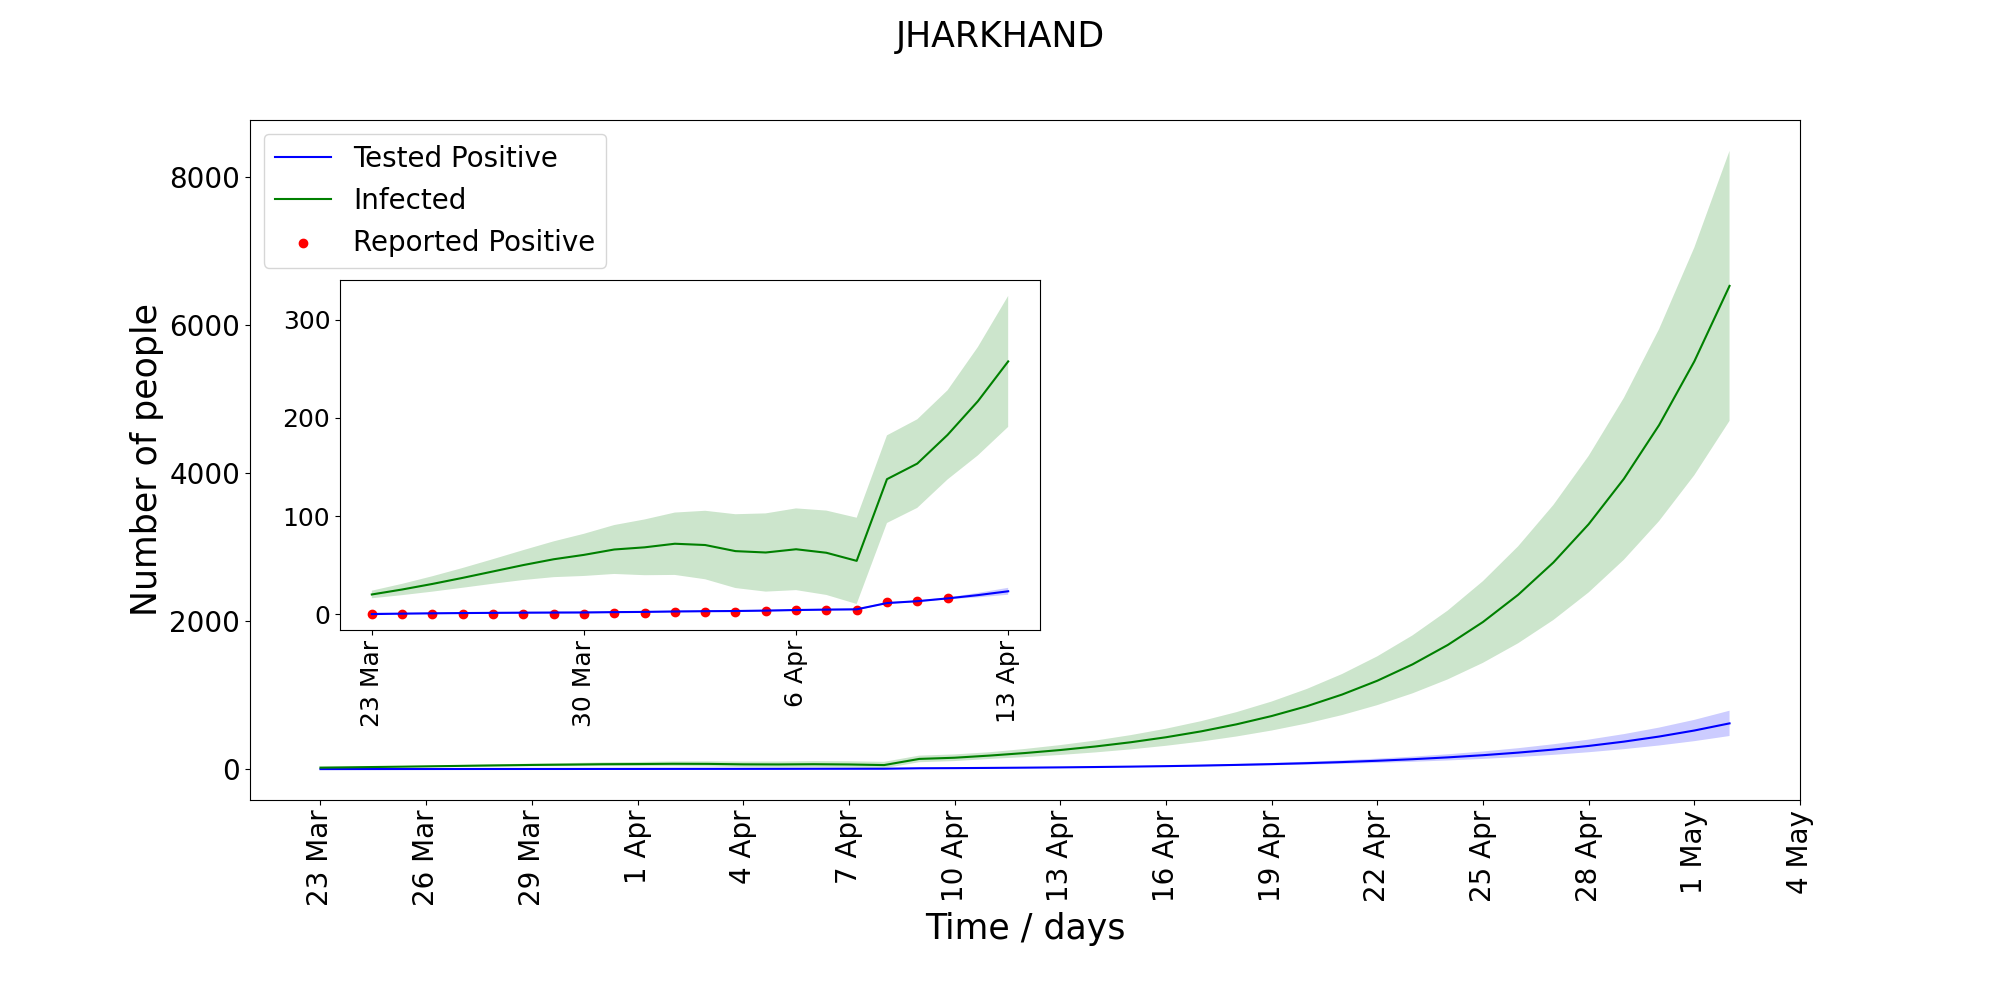 JHARKHAND
Tested Positive
Infected
Reported Positive
Number of people
8000
6000
4000
2000
0
300
200
100
0
23 Mar
30 Mar
6 Apr
13 Apr
23 Mar
26 Mar
29 Mar
1 Apr
4 Apr
7 Apr
10 Apr
13 Apr
16 Apr
19 Apr
22 Apr
25 Apr
28 Apr
1 May
4 May
Time / days